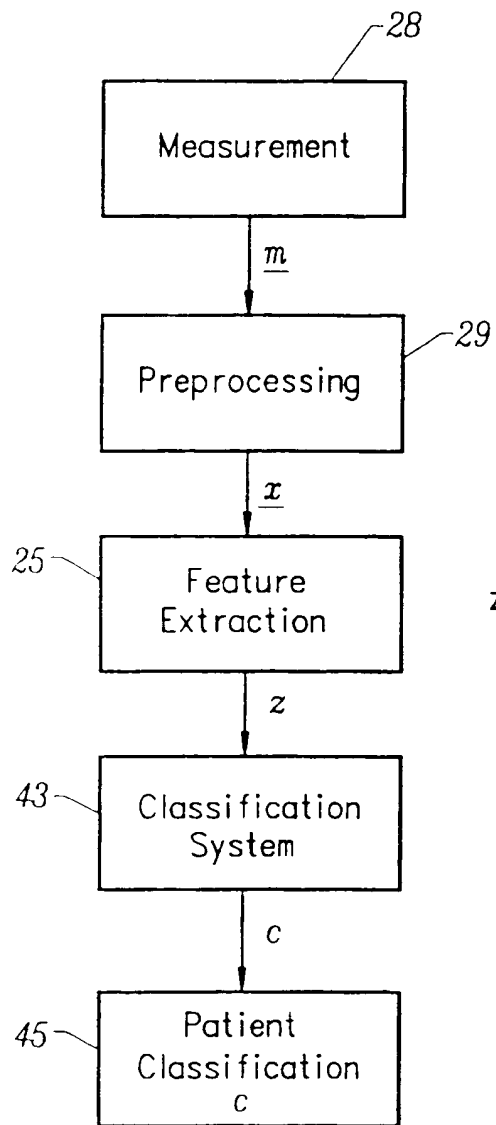 28
Measurement
m
29
Preprocessing
x
25
Feature
Extraction
z
z
43
Classification
System
c
45
Patient
Classification
c